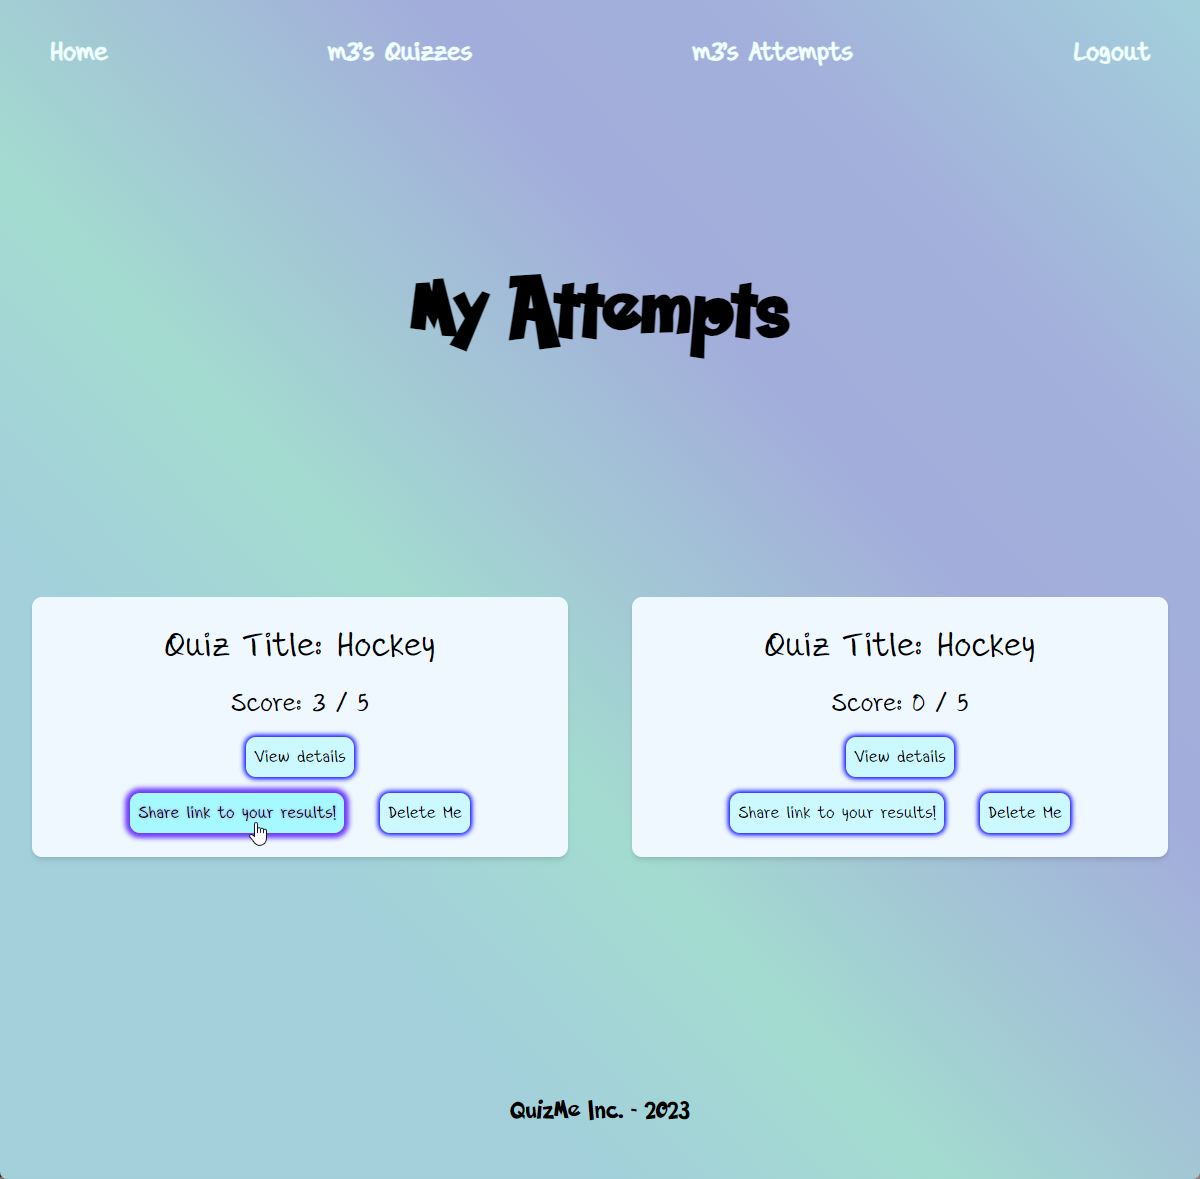 Home m3's Quizzes m3's Attempts Logout
My Attempts
Quiz Title: Hockey
Score: 3 / 5
View details
Share link to your results! Delete Me
Quiz Title: Hockey
Score: 0 / 5
View details
Share link to your results! Delete Me
QuizMe Inc. - 2023